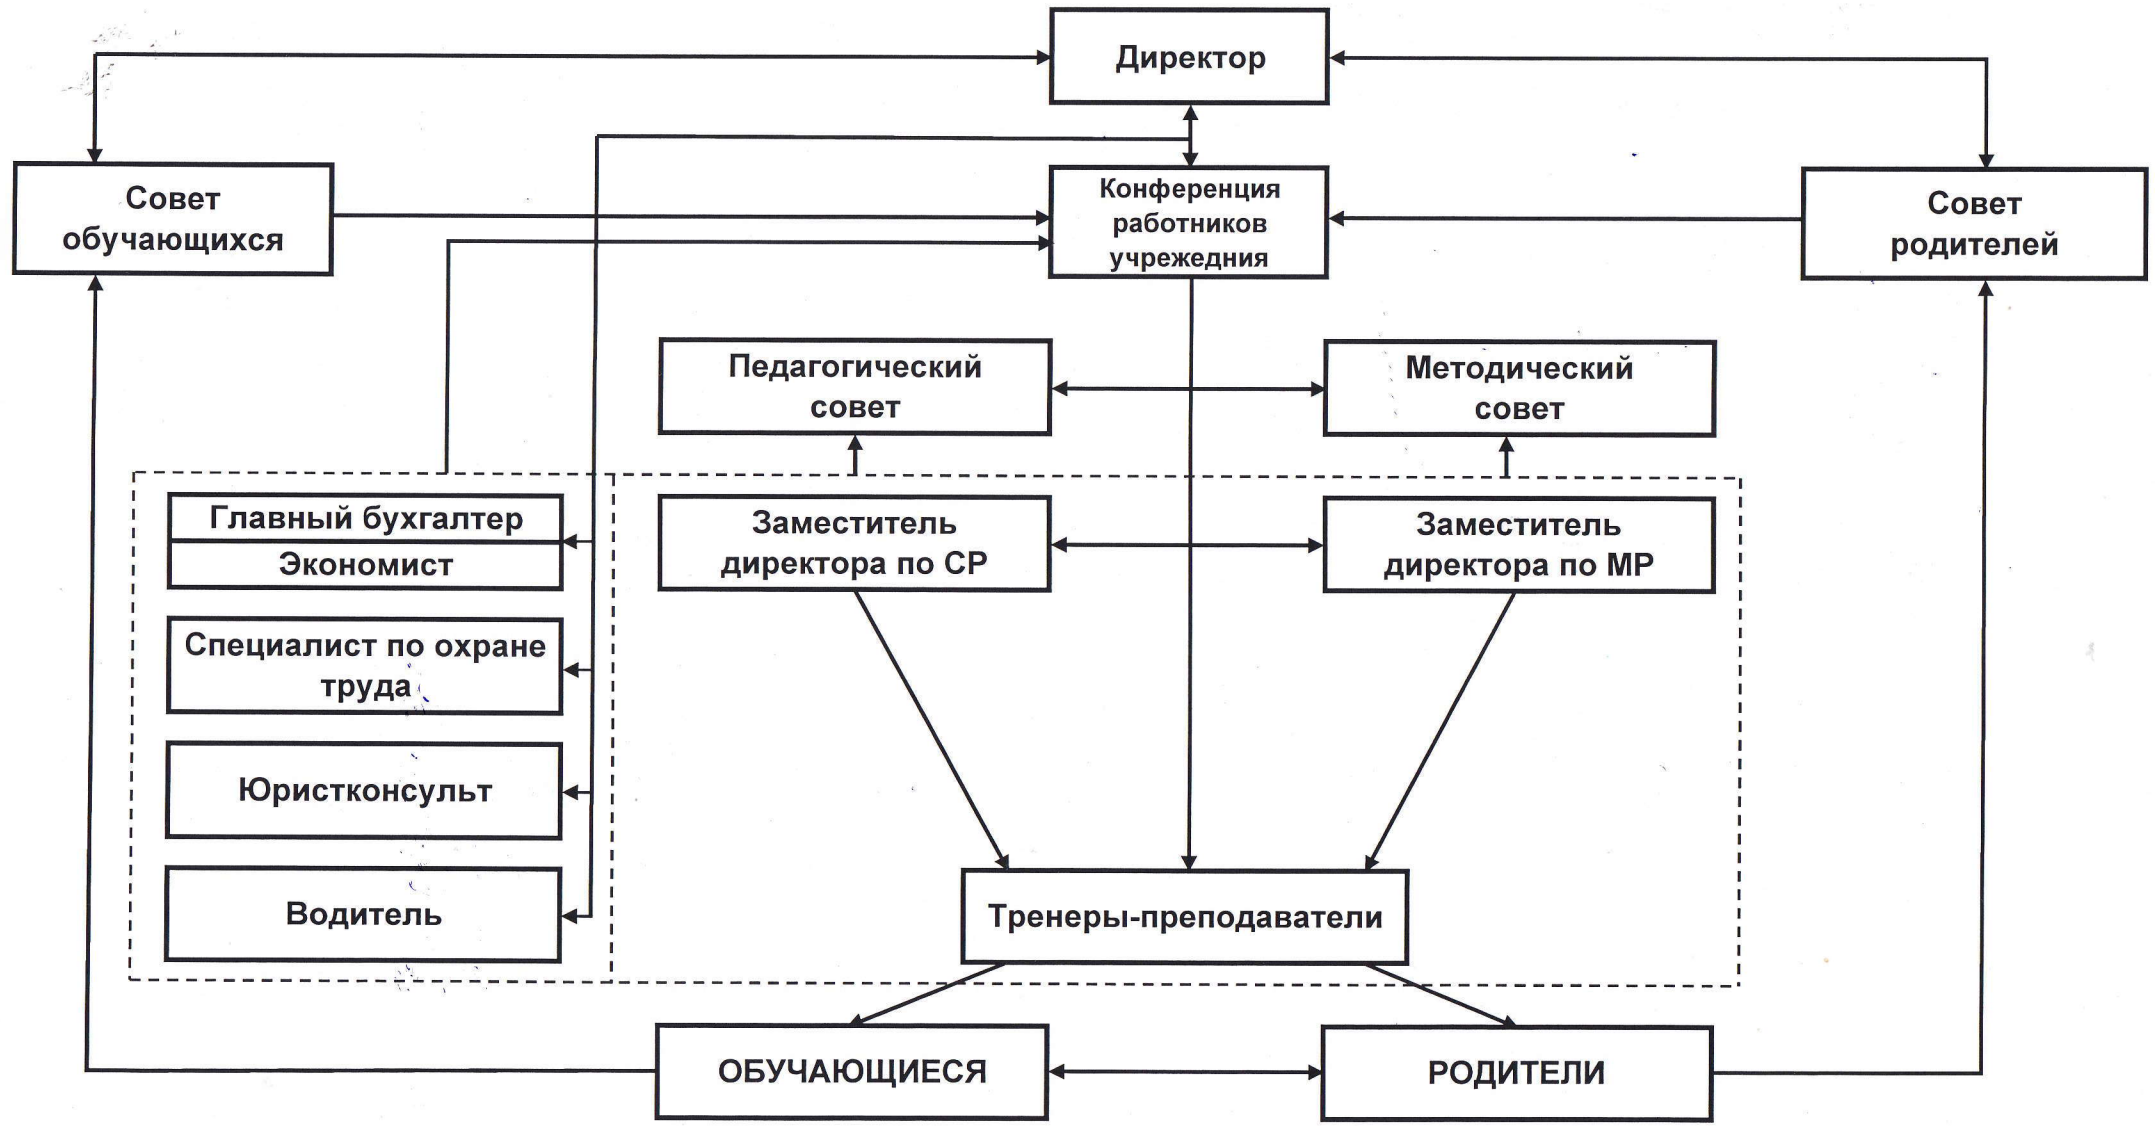 Директор
Совет
обучающихся
Конференция
работников
учрежедния
Совет
родителей
Педагогический
совет
Методический
совет
Главный бухгалтер
Экономист
Заместитель
директора по СР
Заместитель
директора по МР
Специалист по охране
труда
Юристконсульт
Водитель
Тренеры-преподаватели
ОБУЧАЮЩИЕСЯ
РОДИТЕЛИ